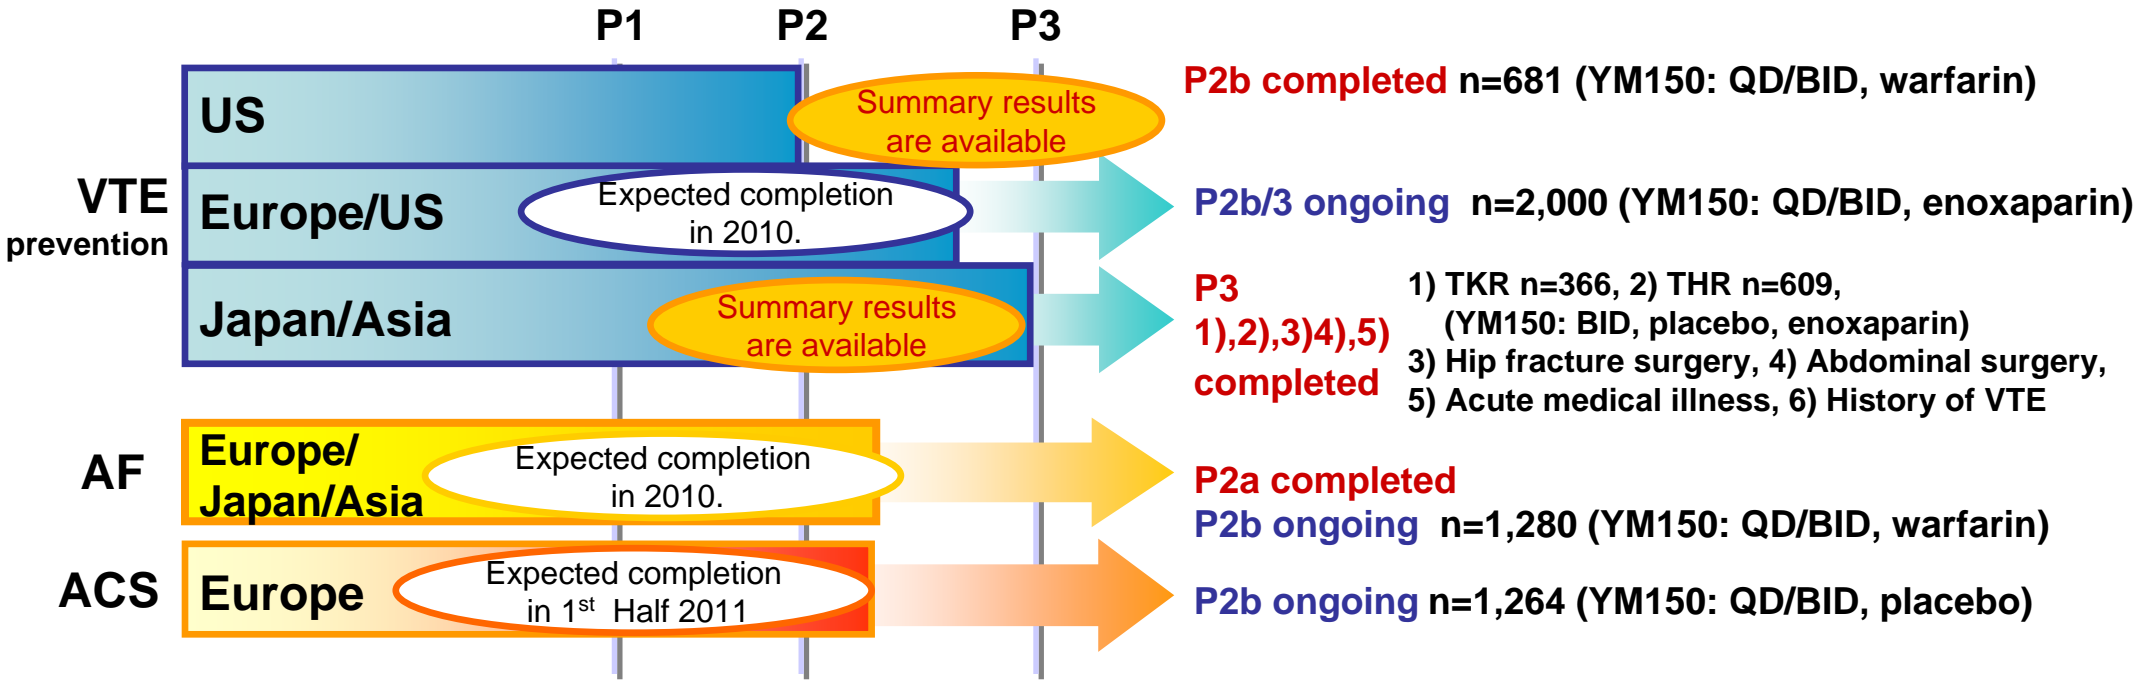 P1 P2 P3
US
Summary results
are available
P2b completed n=681 (YM150: QD/BID, warfarin)
VTE
prevention
Europe/US
Expected completion
in 2010.
P2b/3 ongoing n=2,000 (YM150: QD/BID, enoxaparin)
Japan/Asia
Summary results
are available
P3
1),2),3)4),5)
completed
1) TKR n=366, 2) THR n=609,
(YM150: BID, placebo, enoxaparin)
3) Hip fracture surgery, 4) Abdominal surgery,
5) Acute medical illness, 6) History of VTE
AF
Europe/
Japan/Asia
Expected completion
in 2010.
P2a completed
P2b ongoing n=1,280 (YM150: QD/BID, warfarin)
ACS
Europe
Expected completion
in 1st Half 2011
P2b ongoing n=1,264 (YM150: QD/BID, placebo)